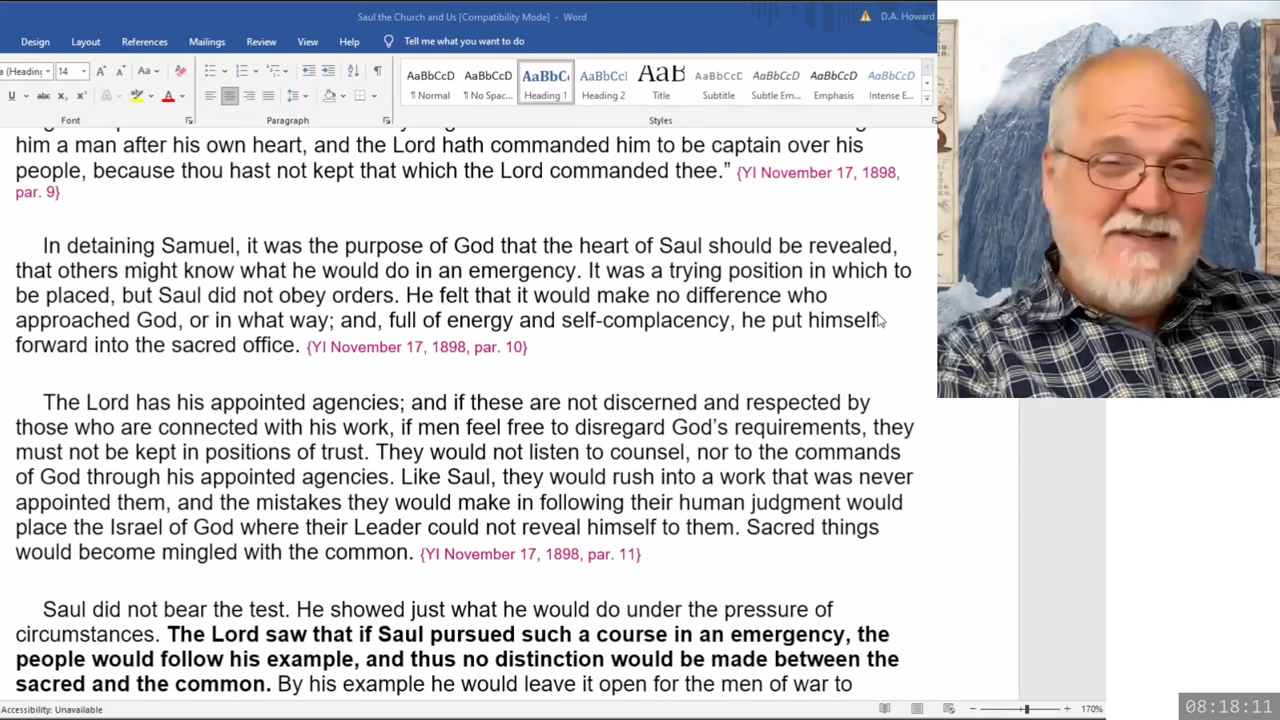 Saul the Church and Us [Compatibility Mode] - Word
D.A. Howard
Design Layout References Mailings Review View Help Tell me what you want to do
(Heading 14 Aa
AaBbCcD AaBbCcD AaBbC AaBbCcD AaB AaBbCcD AaBbCcD AaBbCcD AaBbCcD
¶ Normal ¶ No Spac... Heading 1 Heading 2 Title Subtitle Subtle Em... Emphasis Intense E...
Font Paragraph Styles
him a man after his own heart, and the Lord hath commanded him to be captain over his
people, because thou hast not kept that which the Lord commanded thee.” {YI November 17, 1898,
par. 9}
In detaining Samuel, it was the purpose of God that the heart of Saul should be revealed,
that others might know what he would do in an emergency. It was a trying position in which to
be placed, but Saul did not obey orders. He felt that it would make no difference who
approached God, or in what way; and, full of energy and self-complacency, he put himself
forward into the sacred office. {YI November 17, 1898, par. 10}
The Lord has his appointed agencies; and if these are not discerned and respected by
those who are connected with his work, if men feel free to disregard God’s requirements, they
must not be kept in positions of trust. They would not listen to counsel, nor to the commands
of God through his appointed agencies. Like Saul, they would rush into a work that was never
appointed them, and the mistakes they would make in following their human judgment would
place the Israel of God where their Leader could not reveal himself to them. Sacred things
would become mingled with the common. {YI November 17, 1898, par. 11}
Saul did not bear the test. He showed just what he would do under the pressure of
circumstances. The Lord saw that if Saul pursued such a course in an emergency, the
people would follow his example, and thus no distinction would be made between the
sacred and the common. By his example he would leave it open for the men of war to
Accessibility: Unavailable
170%
08:18:11